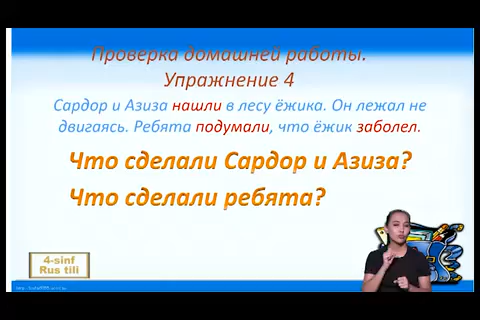 Проверка домашней работы.
Упражнение 4
Сардор и Азиза нашли в лесу ёжика. Он лежал не
двигаясь. Ребята подумали, что ёжик заболел.
Что сделали Сардор и Азиза?
Что сделали ребята?
4-sinf
Rus tili